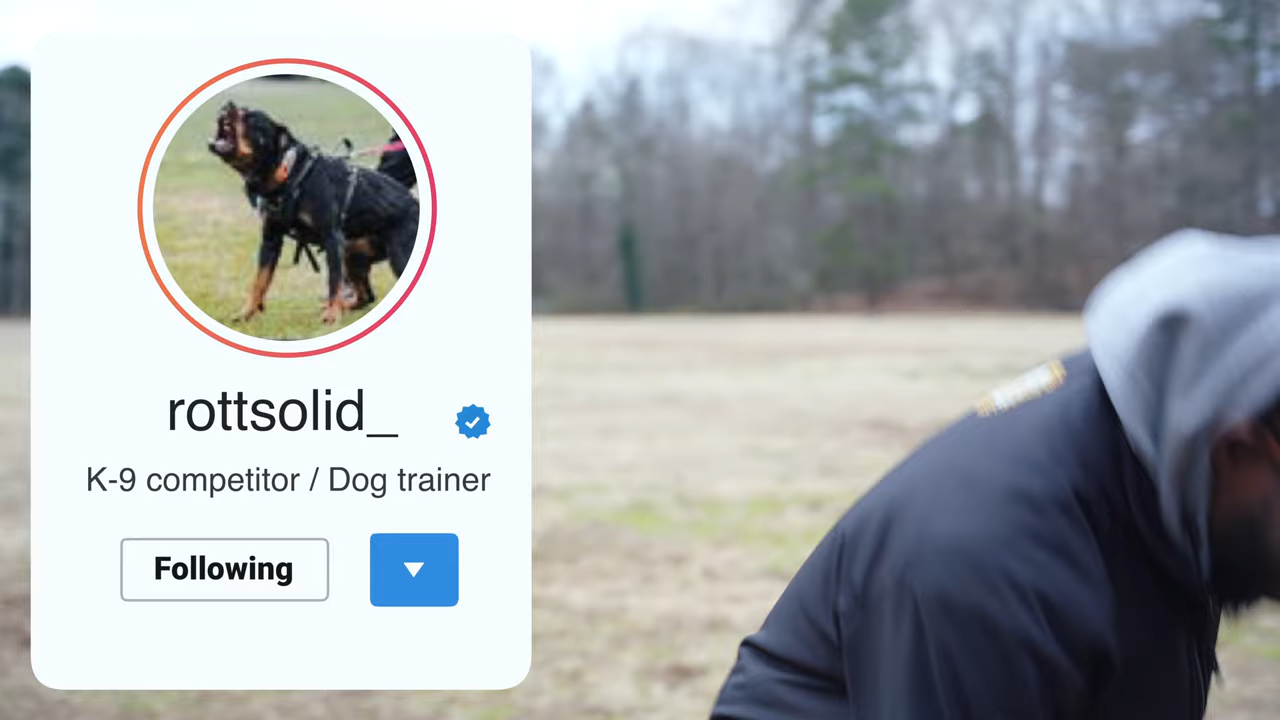 rottsolid_
K-9 competitor / Dog trainer
Following